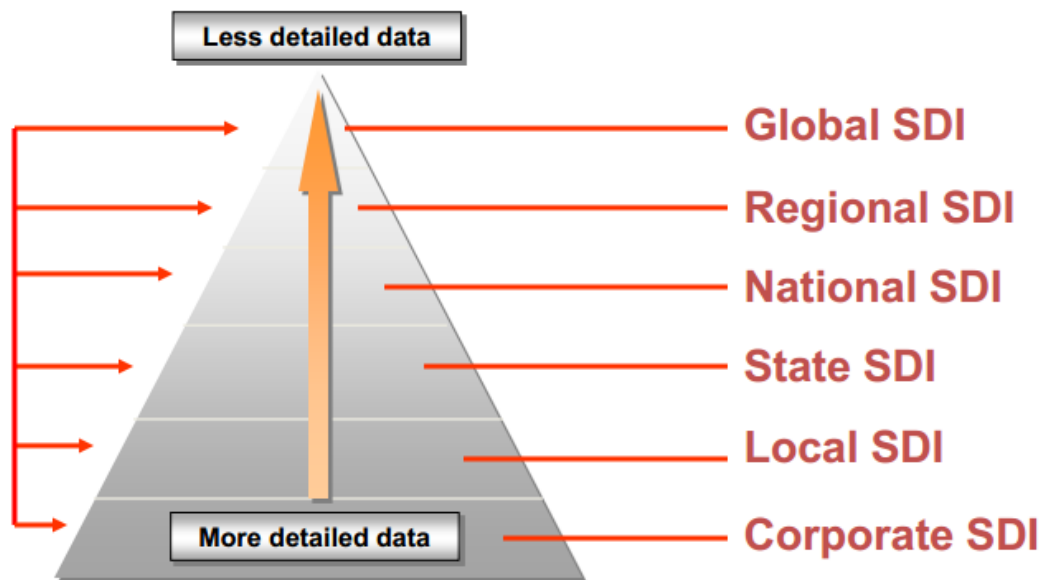 Less detailed data
Global SDI
Regional SDI
National SDI
State SDI
Local SDI
More detailed data
Corporate SDI